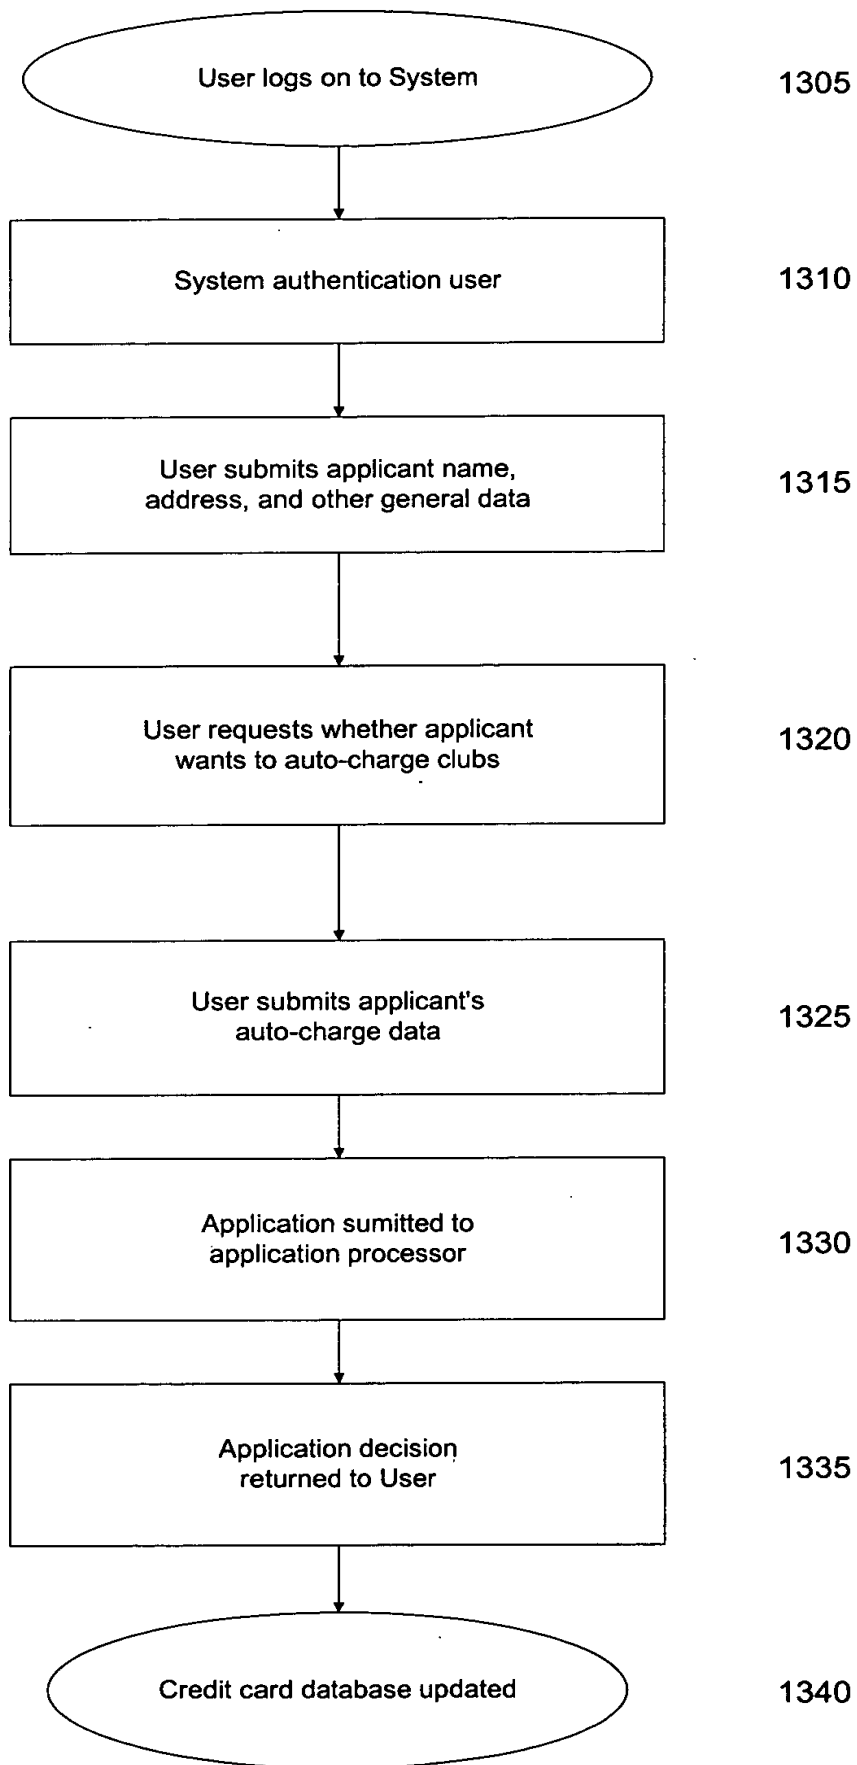 User logs on to System
1305
System authentication user
1310
User submits applicant name,
address, and other general data
1315
User requests whether applicant
wants to auto-charge clubs
1320
User submits applicant's
auto-charge data
1325
Application sumitted to
application processor
1330
Application decision
returned to User
1335
Credit card database updated
1340